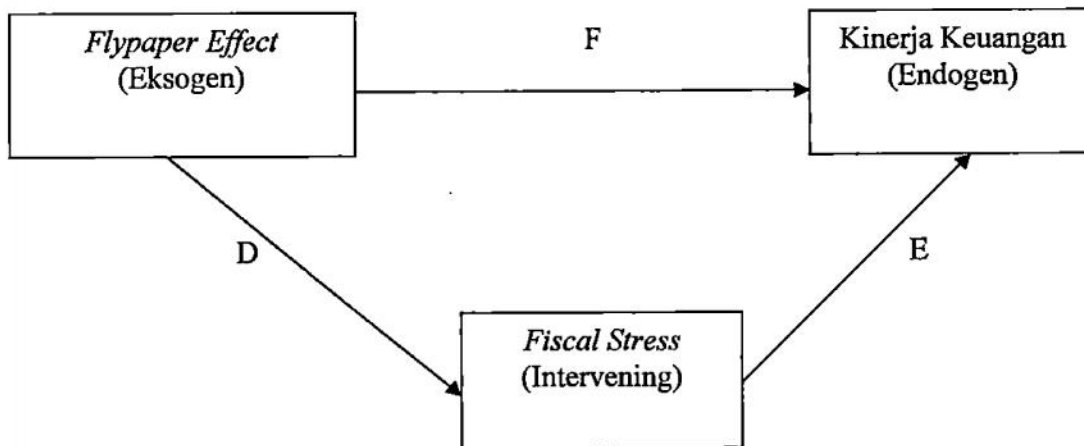 Flypaper Effect
(Eksogen)
F
Kinerja Keuangan
(Endogen)
D
E
Fiscal Stress
(Intervening)